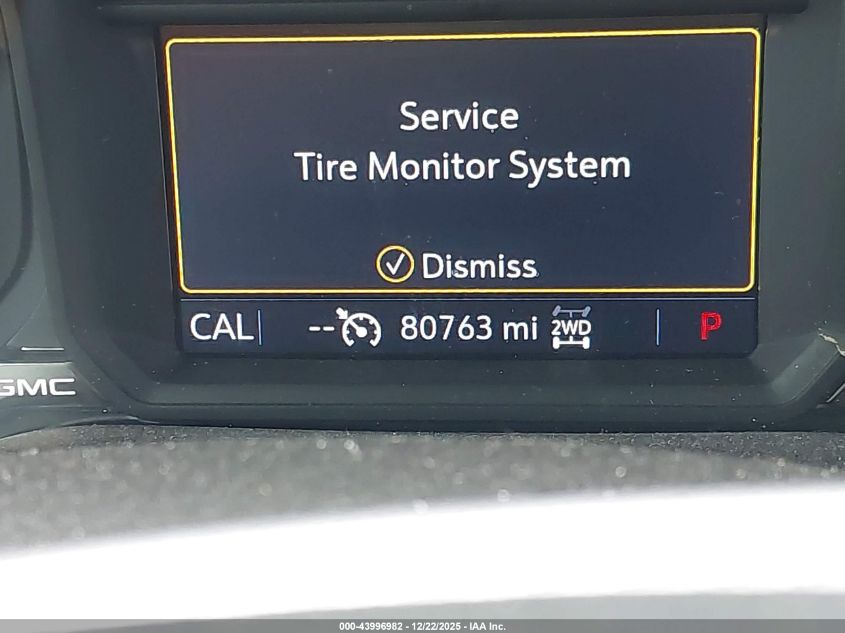 Service
Tire Monitor System
Dismiss
CAL -- 80763 mi 2WD P
GMC
000-43996982 - 12/22/2025 - IAA Inc.